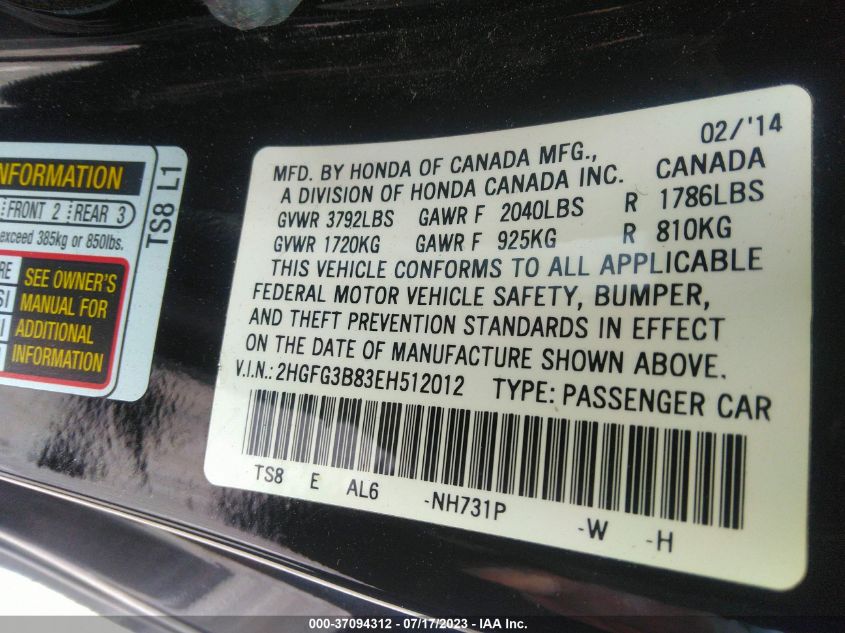 INFORMATION
FRONT 2 REAR 3
exceed 385kg or 850lbs.
SEE OWNER'S
MANUAL FOR
ADDITIONAL
INFORMATION
TS8 L1
02/'14
MFD. BY HONDA OF CANADA MFG.,
A DIVISION OF HONDA CANADA INC. CANADA
GVWR 3792LBS GAWR F 2040LBS R 1786LBS
GVWR 1720KG GAWR F 925KG R 810KG
THIS VEHICLE CONFORMS TO ALL APPLICABLE
FEDERAL MOTOR VEHICLE SAFETY, BUMPER,
AND THEFT PREVENTION STANDARDS IN EFFECT
ON THE DATE OF MANUFACTURE SHOWN ABOVE.
V.I.N.: 2HGFG3B83EH512012 TYPE: PASSENGER CAR
TS8 E AL6 -NH731P -W -H
000-37094312 - 07/17/2023 - IAA Inc.